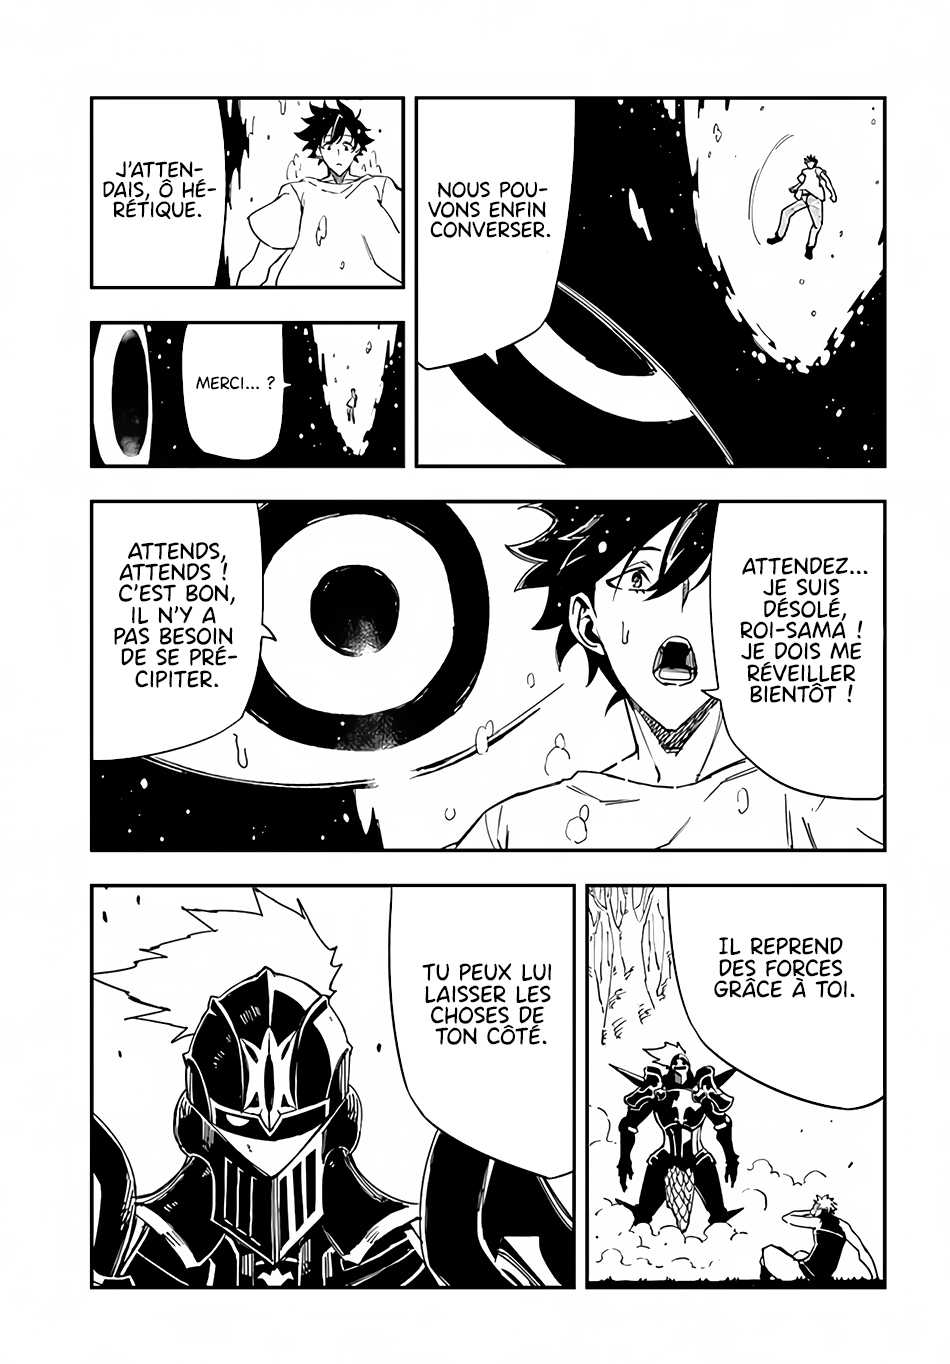 NOUS POU-
VONS ENFIN
CONVERSER.
J'ATTEN-
DAIS, Ô HÉ-
RÉTIQUE.
MERCI... ?
ATTENDEZ...
JE SUIS
DÉSOLÉ,
ROI-SAMA !
JE DOIS ME
RÉVEILLER
BIENTÔT !
ATTENDS,
ATTENDS !
C'EST BON,
IL N'Y A
PAS BESOIN
DE SE PRÉ-
CIPITER.
IL REPREND
DES FORCES
GRÂCE À TOI.
TU PEUX LUI
LAISSER LES
CHOSES DE
TON CÔTÉ.